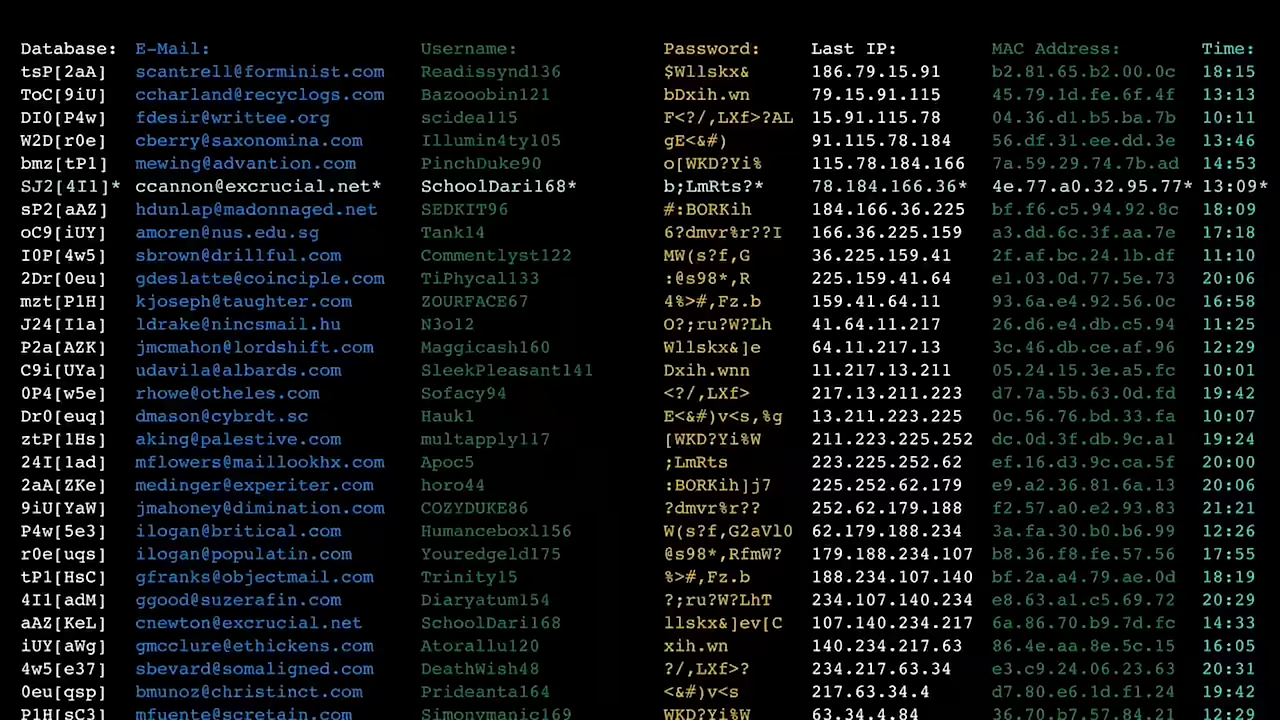 Database: E-Mail: Username: Password: Last IP: MAC Address: Time:
tsP[2aA] scantrell@forminist.com Readissynd136 $Wllskx& 186.79.15.91 b2.81.65.b2.00.0c 18:15
ToC[9iU] ccharland@recyclogs.com Bazooobin121 bDxih.wn 79.15.91.115 45.79.1d.fe.6f.4f 13:13
DI0[P4w] fdesir@writtee.org scidea115 F<?/,LXf>?AL 15.91.115.78 04.36.d1.b5.ba.7b 10:11
W2D[r0e] cberry@saxonomina.com Illumin4ty105 gE<&#) 91.115.78.184 56.df.31.ee.dd.3e 13:46
bmz[tP1] mewing@advantion.com PinchDuke90 o[WKD?Yi% 115.78.184.166 7a.59.29.74.7b.ad 14:53
SJ2[4I1]* ccannon@excrucial.net* SchoolDari168* b;LmRts?* 78.184.166.36* 4e.77.a0.32.95.77* 13:09*
sP2[aAZ] hdunlap@madonnaged.net SEDKIT96 #:BORKih 184.166.36.225 bf.f6.c5.94.92.8c 18:09
oC9[iUY] amoren@nus.edu.sg Tank14 6?dmvr%r??I 166.36.225.159 a3.dd.6c.3f.aa.7e 17:18
I0P[4w5] sbrown@drillful.com Commentlyst122 MW(s?f,G 36.225.159.41 2f.af.bc.24.1b.df 11:10
2Dr[0eu] gdeslatte@coinciple.com TiPhycal133 :@s98*,R 225.159.41.64 e1.03.0d.77.5e.73 20:06
mzt[P1H] kjoseph@taughter.com ZOURFACE67 4%>#,Fz.b 159.41.64.11 93.6a.e4.92.56.0c 16:58
J24[I1a] ldrake@nincsmail.hu N3o12 O?;ru?W?Lh 41.64.11.217 26.d6.e4.db.c5.94 11:25
P2a[AZK] jmcmahon@lordshift.com Maggicash160 Wllskx&]e 64.11.217.13 3c.46.db.ce.af.96 12:29
C9i[UYa] udavila@albards.com SleekPleasant141 Dxih.wnn 11.217.13.211 05.24.15.3e.a5.fc 10:01
0P4[w5e] rhowe@otheles.com Sofacy94 <?/,LXf> 217.13.211.223 d7.7a.5b.63.0d.fd 19:42
Dr0[euq] dmason@cybrdt.sc Hauk1 E<&#)v<s,%g 13.211.223.225 0c.56.76.bd.33.fa 10:07
ztP[1Hs] aking@palestive.com multapply117 [WKD?Yi%W 211.223.225.252 dc.0d.3f.db.9c.a1 19:24
24I[1ad] mflowers@maillookhx.com Apoc5 ;LmRts 223.225.252.62 ef.16.d3.9c.ca.5f 20:00
2aA[ZKe] medinger@experiter.com horo44 :BORKih]j7 225.252.62.179 e9.a2.36.81.6a.13 20:06
9iU[YaW] jmahoney@dimination.com COZYDUKE86 ?dmvr%r?? 252.62.179.188 f2.57.a0.e2.93.83 21:21
P4w[5e3] ilogan@britical.com Humancebox1156 W(s?f,G2aVl0 62.179.188.234 3a.fa.30.b0.b6.99 12:26
r0e[uqs] ilogan@populatin.com Youredgeld175 @s98*,RfmW? 179.188.234.107 b8.36.f8.fe.57.56 17:55
tP1[HsC] gfranks@objectmail.com Trinity15 %>#,Fz.b 188.234.107.140 bf.2a.a4.79.ae.0d 18:19
4I1[adM] ggood@suzerafin.com Diaryatum154 ?;ru?W?LhT 234.107.140.234 e8.63.a1.c5.69.72 20:29
aAZ[KeL] cnewton@excrucial.net SchoolDari168 llskx&]ev[C 107.140.234.217 6a.86.70.b9.7d.fc 14:33
iUY[aWg] gmcclure@ethickens.com Atorallu120 xih.wn 140.234.217.63 86.4e.aa.8e.5e.41 16:05
4w5[e37] sbevard@somaligned.com DeathWish48 ?/,LXf>? 234.217.63.34 e3.c9.24.06.23.63 20:31
0eu[qsp] bmunoz@christinct.com Prideanta164 <&#)v<s 217.63.34.4 d7.80.e6.1d.f1.24 19:42
P1H[sC3] mfuente@scretain.com Simonymanic169 WKD?Yi% 63.34.4.84 36.70.b7.57.84.21 12:29